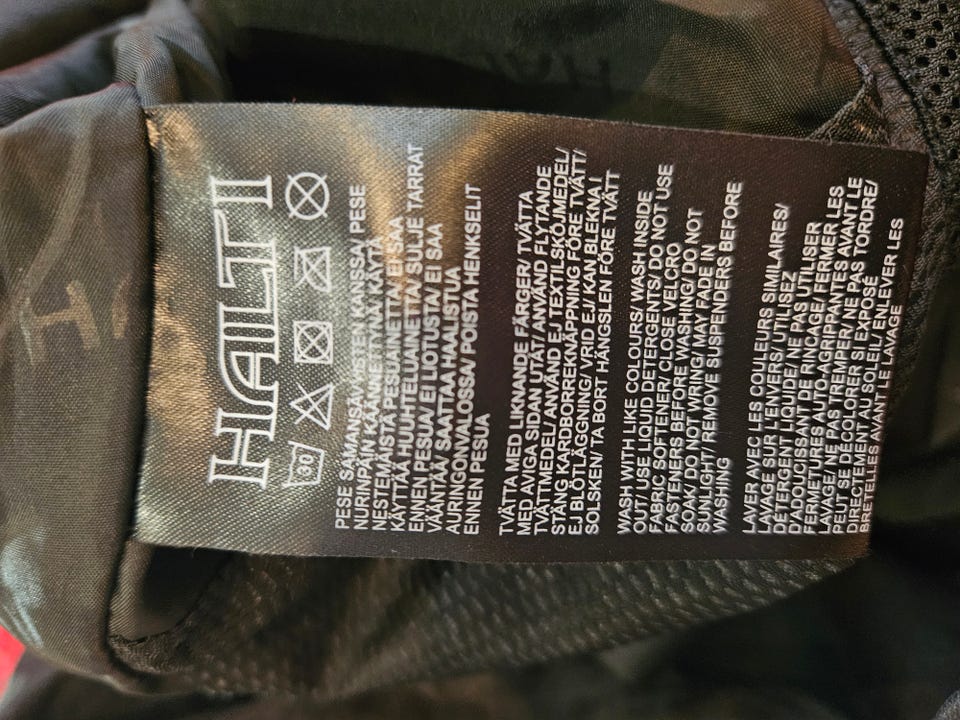 HALTI
30
PESE SAMANSÄVYISTEN KANSSA/ PESE
NURINPÄIN KÄÄNNETTYNÄ/ KÄYTÄ
NESTEMÄISTÄ PESUAINETTA/ EI SAA
KÄYTTÄÄ HUUHTELUAINETTA/ SULJE TARRAT
ENNEN PESUA/ EI LIOTUSTA/ EI SAA
VÄÄNTÄÄ/ SAATTAA HAALISTUA
AURINGONVALOSSA/ POISTA HENKSELIT
ENNEN PESUA
TVÄTTA MED LIKNANDE FÄRGER/ TVÄTTA
MED AVIGA SIDAN UTÅT/ ANVÄND FLYTANDE
TVÄTTMEDEL/ ANVÄND EJ TEXTILSKÖJMEDEL/
STÄNG KARDBORREKNÄPPNING FÖRE TVÄTT/
EJ BLÖTLÄGGNING/ VRID EJ/ KAN BLEKNA I
SOLSKEN/ TA BORT HÄNGSLEN FÖRE TVÄTT
WASH WITH LIKE COLOURS/ WASH INSIDE
OUT/ USE LIQUID DETERGENTS/ DO NOT USE
FABRIC SOFTENER/ CLOSE VELCRO
FASTENERS BEFORE WASHING/ DO NOT
SOAK/ DO NOT WRING/ MAY FADE IN
SUNLIGHT/ REMOVE SUSPENDERS BEFORE
WASHING
LAVER AVEC LES COULEURS SIMILAIRES/
LAVAGE SUR L'ENVERS/ UTILISEZ
DÉTERGENT LIQUIDE/ NE PAS UTILISER
D'ADOUCISSANT DE RINCAGE/ FERMER LES
FERMETURES AUTO-AGRIPPANTES AVANT LE
LAVAGE/ NE PAS TREMPER/ NE PAS TORDRE/
PEUT SE DÉCOLORER SI EXPOSÉ
DIRECTEMENT AU SOLEIL/ ENLEVER LES
BRETELLES AVANT LE LAVAGE